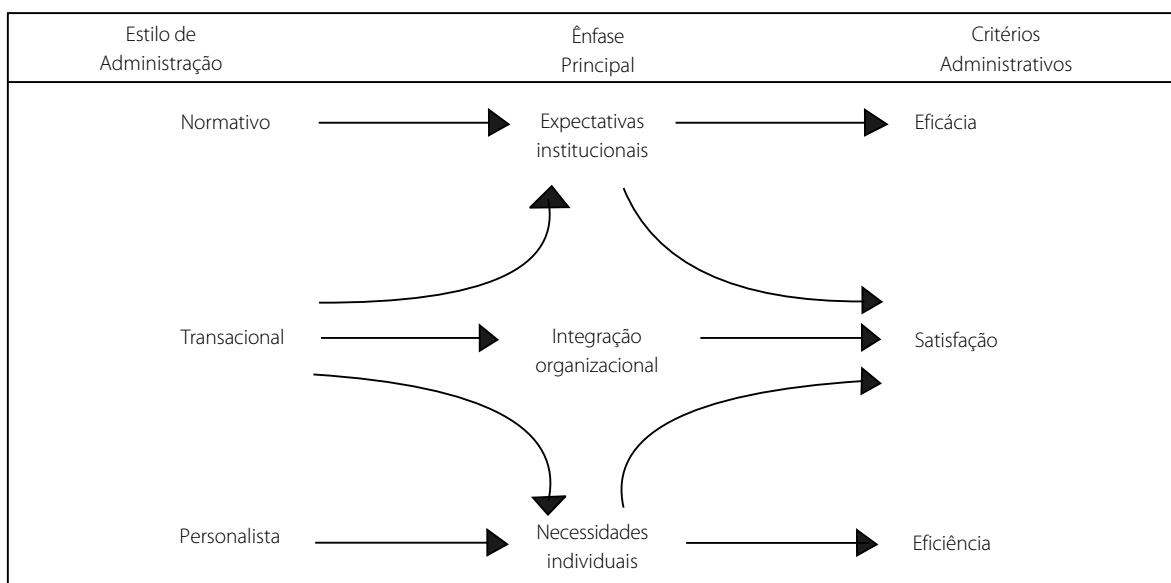 Estilo de
Administração
Ênfase
Principal
Critérios
Administrativos
Normativo
Expectativas
institucionais
Eficácia
Transacional
Integração
organizacional
Satisfação
Personalista
Necessidades
individuais
Eficiência